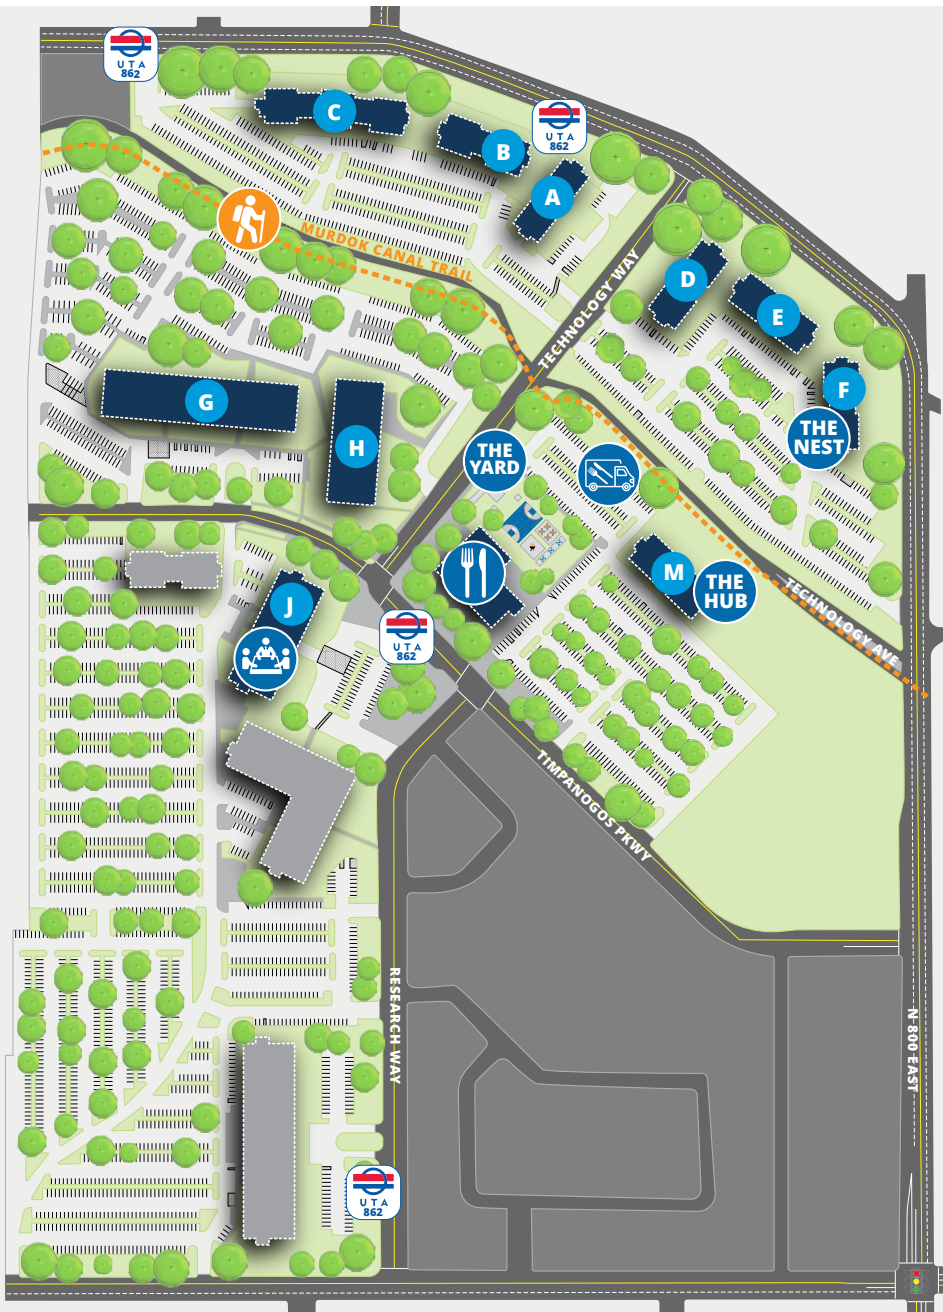 UTA
862
C
B
UTA
862
A
MURDOK CANAL TRAIL
TECHNOLOGY WAY
D
E
F
THE
NEST
G
H
THE
YARD
M
THE
HUB
TECHNOLOGY AVE
J
UTA
862
TIMPANOGOS PKWY
RESEARCH WAY
N 800 EAST
UTA
862